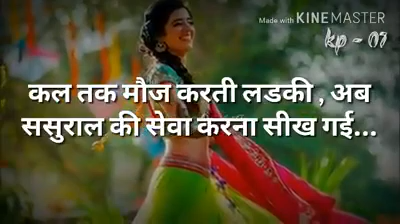 Made with KINEMASTER
kp - 07
कल तक मौज करती लडकी , अब
ससुराल की सेवा करना सीख गई...